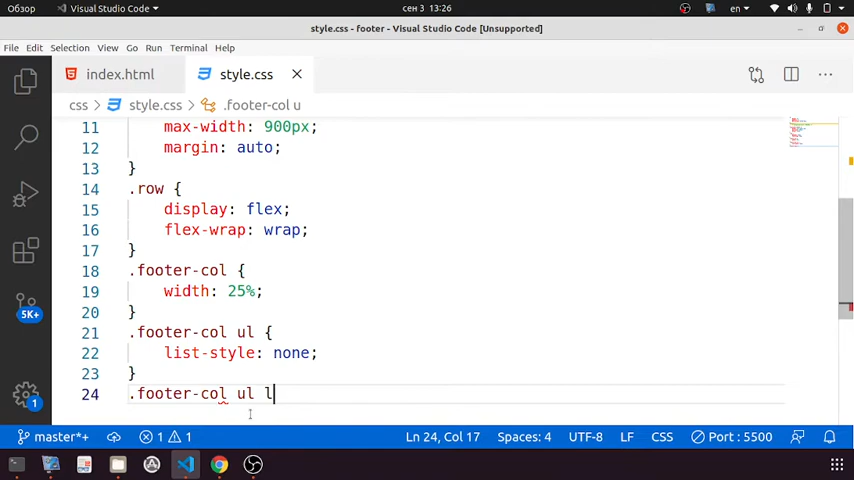 Обзор Visual Studio Code сен 3 13:26 en
style.css - footer - Visual Studio Code [Unsupported]
File Edit Selection View Go Run Terminal Help
index.html style.css
css > style.css > .footer-col u
11 max-width: 900px;
12 margin: auto;
13 }
14 .row {
15 display: flex;
16 flex-wrap: wrap;
17 }
18 .footer-col {
19 width: 25%;
20 }
21 .footer-col ul {
22 list-style: none;
23 }
24 .footer-col ul l
5K+
1
master*+ 1 1 Ln 24, Col 17 Spaces: 4 UTF-8 LF CSS Port : 5500